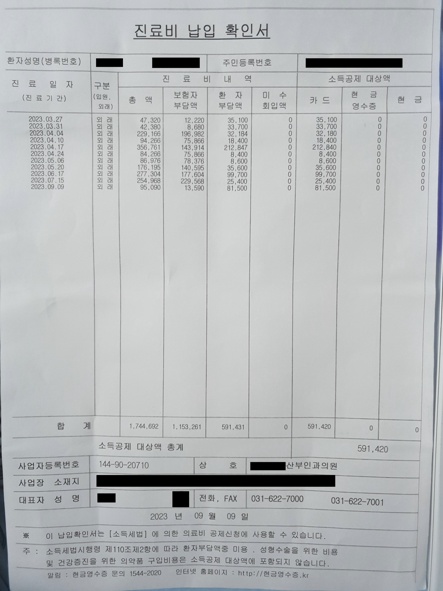 진료비 납입 확인서
환자성명(병록번호) 주민등록번호
진 료 일 자 (진 료 기 간) 구분 (입원, 외래) 진 료 비 내 역 소득공제 대상액
총 액 보험자 부담액 환 자 부담액 미 수 회입액 카 드 현 금 영수증 현 금
2023.03.27 외 래 47,320 12,220 35,100 0 35,100 0 0
2023.03.31 외 래 42,380 8,680 33,700 0 33,700 0 0
2023.04.04 외 래 229,166 196,982 32,184 0 32,180 0 0
2023.04.10 외 래 94,266 75,866 18,400 0 18,400 0 0
2023.04.17 외 래 356,761 143,914 212,847 0 212,840 0 0
2023.04.24 외 래 84,266 75,866 8,400 0 8,400 0 0
2023.05.06 외 래 86,976 78,376 8,600 0 8,600 0 0
2023.05.20 외 래 176,195 140,595 35,600 0 35,600 0 0
2023.06.17 외 래 277,304 177,604 99,700 0 99,700 0 0
2023.07.15 외 래 254,968 229,568 25,400 0 25,400 0 0
2023.09.09 외 래 95,090 13,590 81,500 0 81,500 0 0
합 계 1,744,692 1,153,261 591,431 0 591,420 0 0
소득공제 대상액 총계 591,420
사업자등록번호 144-90-20710 상 호 산부인과의원
사업장 소재지
대표자 성 명 전화, FAX 031-622-7000 031-622-7001
2023 년 09 월 09 일
※ 이 납입확인서는 [소득세법] 에 의한 의료비 공제신청에 사용할 수 있습니다.
주 : 소득세법시행령 제110조제2항에 따라 환자부담액중 미용, 성형수술을 위한 비용
및 건강증진을 위한 의약품 구입비용은 소득공제 대상액에 포함되지 않습니다.
알림 : 현금영수증 문의 1544-2020 인터넷 홈페이지 : http://현금영수증.kr